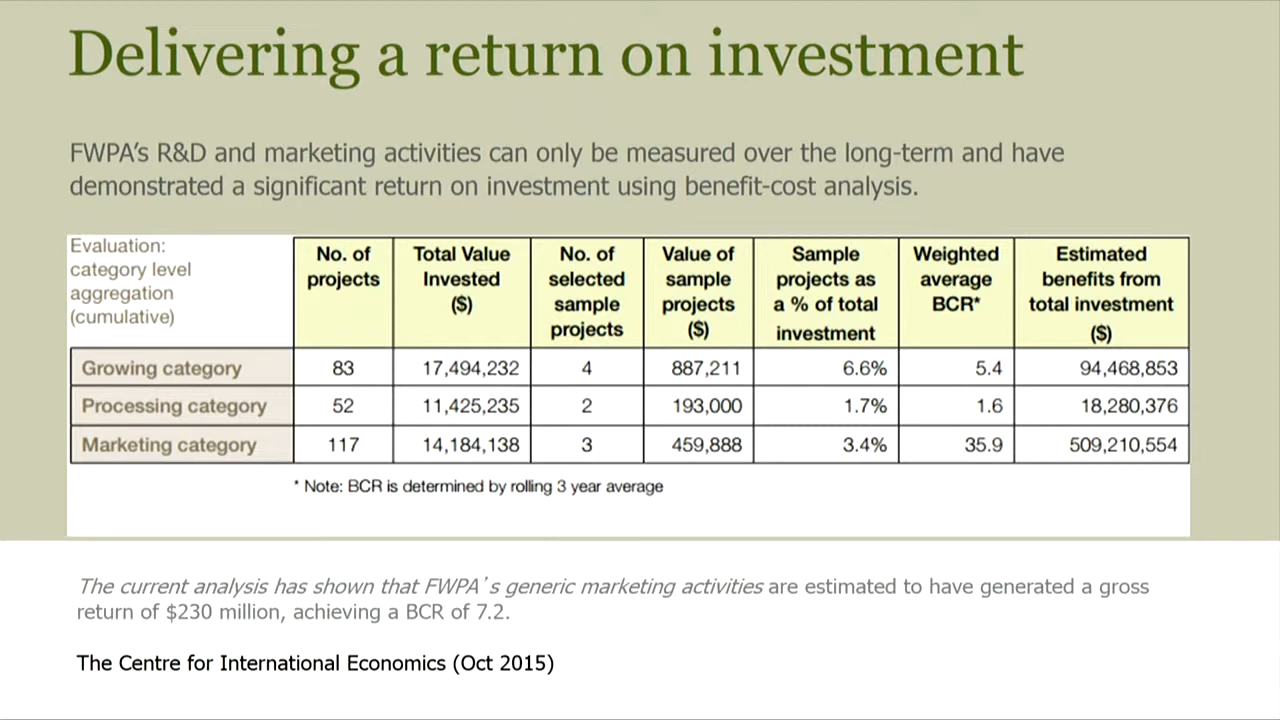 Delivering a return on investment
FWPA’s R&D and marketing activities can only be measured over the long-term and have
demonstrated a significant return on investment using benefit-cost analysis.
Evaluation: category level aggregation (cumulative) No. of projects Total Value Invested ($) No. of selected sample projects Value of sample projects ($) Sample projects as a % of total investment Weighted average BCR* Estimated benefits from total investment ($)
Growing category 83 17,494,232 4 887,211 6.6% 5.4 94,468,853
Processing category 52 11,425,235 2 193,000 1.7% 1.6 18,280,376
Marketing category 117 14,184,138 3 459,888 3.4% 35.9 509,210,554
* Note: BCR is determined by rolling 3 year average
The current analysis has shown that FWPA’s generic marketing activities are estimated to have generated a gross
return of $230 million, achieving a BCR of 7.2.
The Centre for International Economics (Oct 2015)